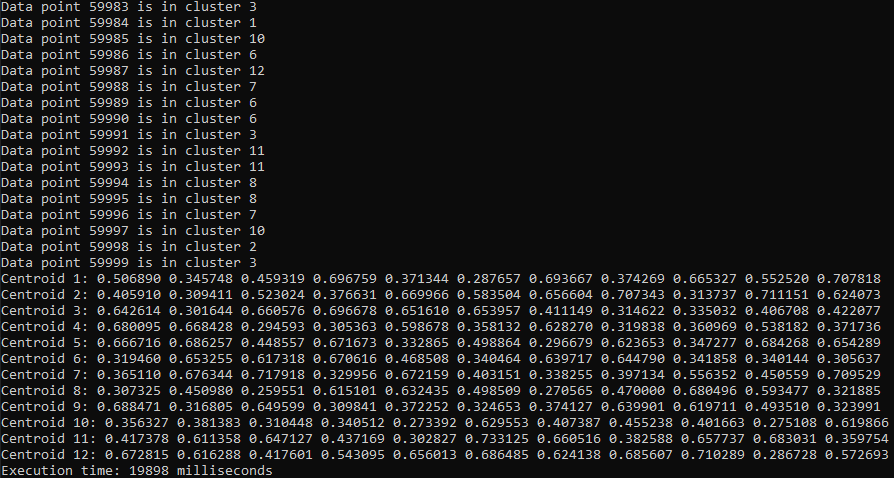 Data point 59983 is in cluster 3
Data point 59984 is in cluster 1
Data point 59985 is in cluster 10
Data point 59986 is in cluster 6
Data point 59987 is in cluster 12
Data point 59988 is in cluster 7
Data point 59989 is in cluster 6
Data point 59990 is in cluster 6
Data point 59991 is in cluster 3
Data point 59992 is in cluster 11
Data point 59993 is in cluster 11
Data point 59994 is in cluster 8
Data point 59995 is in cluster 8
Data point 59996 is in cluster 7
Data point 59997 is in cluster 10
Data point 59998 is in cluster 2
Data point 59999 is in cluster 3
Centroid 1: 0.506890 0.345748 0.459319 0.696759 0.371344 0.287657 0.693667 0.374269 0.665327 0.552520 0.707818
Centroid 2: 0.405910 0.309411 0.523024 0.376631 0.669966 0.583504 0.656604 0.707343 0.313737 0.711151 0.624073
Centroid 3: 0.642614 0.301644 0.660576 0.696678 0.651610 0.653957 0.411149 0.314622 0.335032 0.406708 0.422077
Centroid 4: 0.680095 0.668428 0.294593 0.305363 0.598678 0.358132 0.628270 0.319838 0.360969 0.538182 0.371736
Centroid 5: 0.666716 0.686257 0.448557 0.671673 0.332865 0.498864 0.296679 0.623653 0.347277 0.684268 0.654289
Centroid 6: 0.319460 0.653255 0.617318 0.670616 0.468508 0.340464 0.639717 0.644790 0.341858 0.340144 0.305637
Centroid 7: 0.365110 0.676344 0.717918 0.329956 0.672159 0.403151 0.338255 0.397134 0.556352 0.450559 0.709529
Centroid 8: 0.307325 0.450980 0.259551 0.615101 0.632435 0.498509 0.270565 0.470000 0.680496 0.593477 0.321885
Centroid 9: 0.688471 0.316805 0.649599 0.309841 0.372252 0.324653 0.374127 0.639901 0.619711 0.493510 0.323991
Centroid 10: 0.356327 0.381383 0.310448 0.340512 0.273392 0.629553 0.407387 0.455238 0.401663 0.275108 0.619866
Centroid 11: 0.417378 0.611358 0.647127 0.437169 0.302827 0.733125 0.660516 0.382588 0.657737 0.683031 0.359754
Centroid 12: 0.672815 0.616288 0.417601 0.543095 0.656013 0.686485 0.624138 0.685607 0.710289 0.286728 0.572693
Execution time: 19898 milliseconds